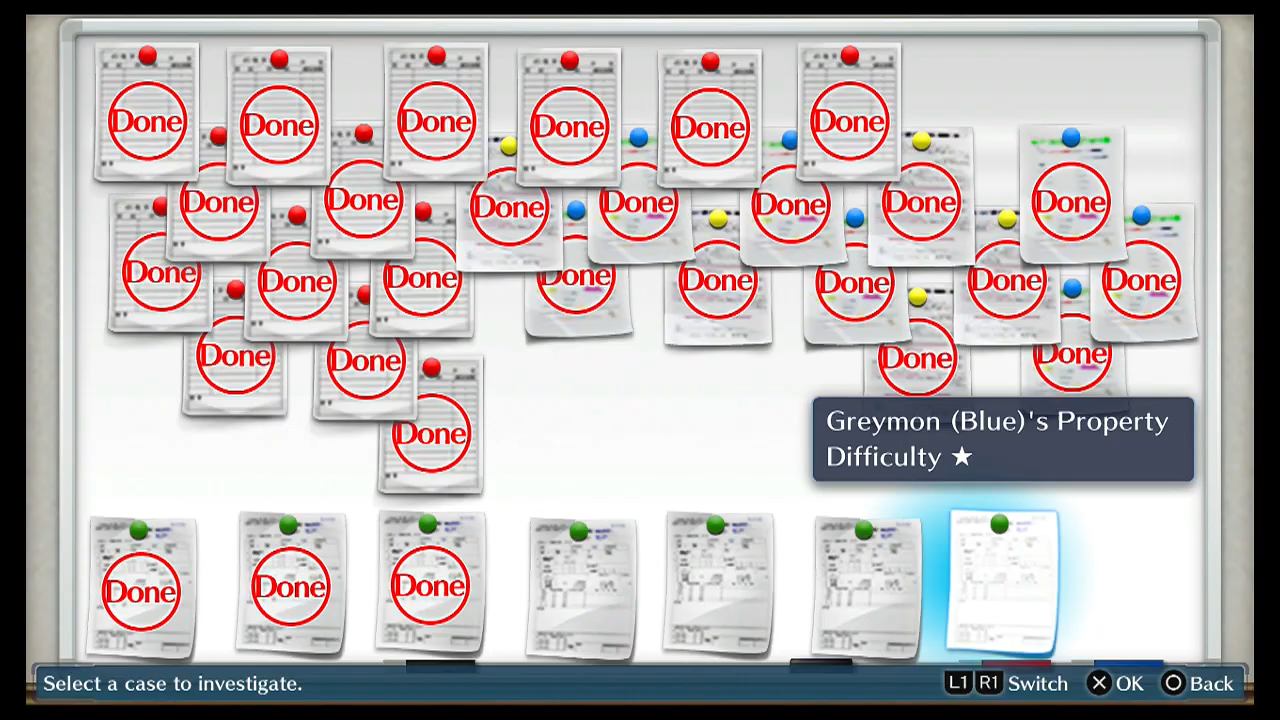 Done Done Done Done Done Done
Done Done Done Done Done Done Done
Done Done Done Done Done Done Done Done
Done Done Done Done
Done
Greymon (Blue)'s Property
Difficulty ★
Done Done Done
Select a case to investigate.
L1 R1 Switch OK Back